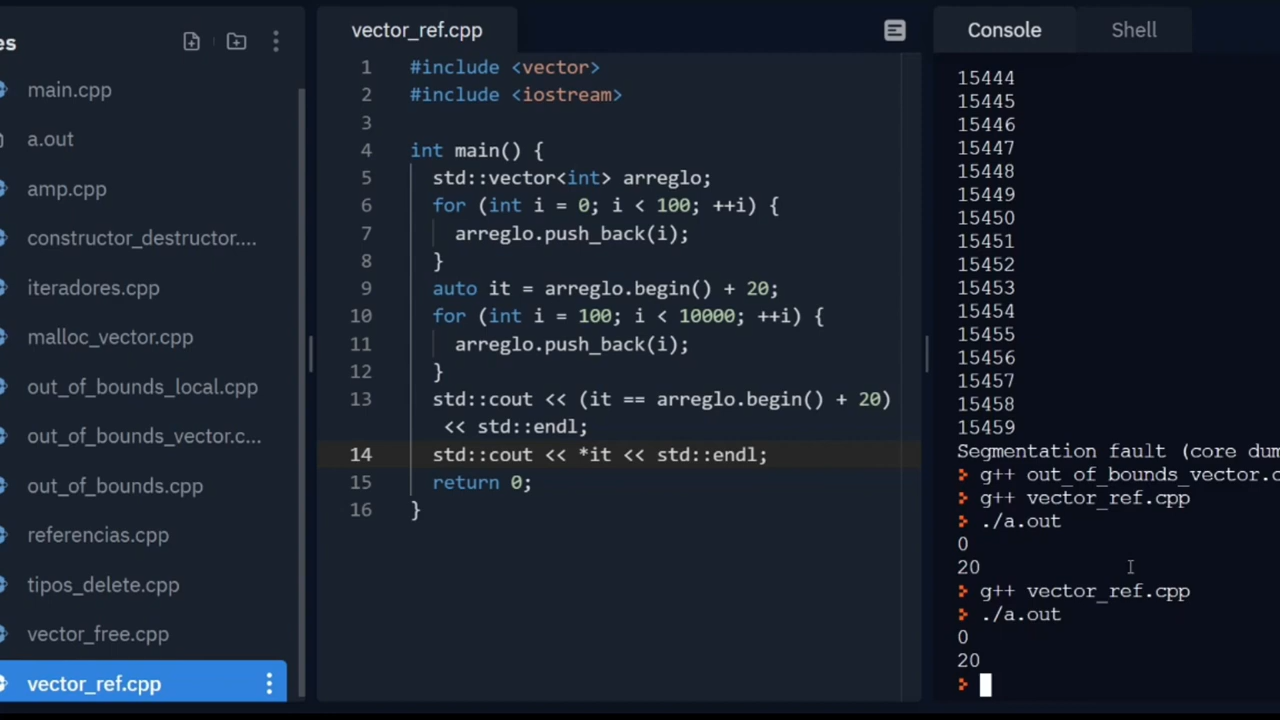 es
main.cpp
a.out
amp.cpp
constructor_destructor....
iteradores.cpp
malloc_vector.cpp
out_of_bounds_local.cpp
out_of_bounds_vector.c...
out_of_bounds.cpp
referencias.cpp
tipos_delete.cpp
vector_free.cpp
vector_ref.cpp
vector_ref.cpp
1 #include <vector>
2 #include <iostream>
3
4 int main() {
5 std::vector<int> arreglo;
6 for (int i = 0; i < 100; ++i) {
7 arreglo.push_back(i);
8 }
9 auto it = arreglo.begin() + 20;
10 for (int i = 100; i < 10000; ++i) {
11 arreglo.push_back(i);
12 }
13 std::cout << (it == arreglo.begin() + 20)
<< std::endl;
14 std::cout << *it << std::endl;
15 return 0;
16 }
Console Shell
15444
15445
15446
15447
15448
15449
15450
15451
15452
15453
15454
15455
15456
15457
15458
15459
Segmentation fault (core dum
> g++ out_of_bounds_vector.c
> g++ vector_ref.cpp
> ./a.out
0
20
> g++ vector_ref.cpp
> ./a.out
0
20
>